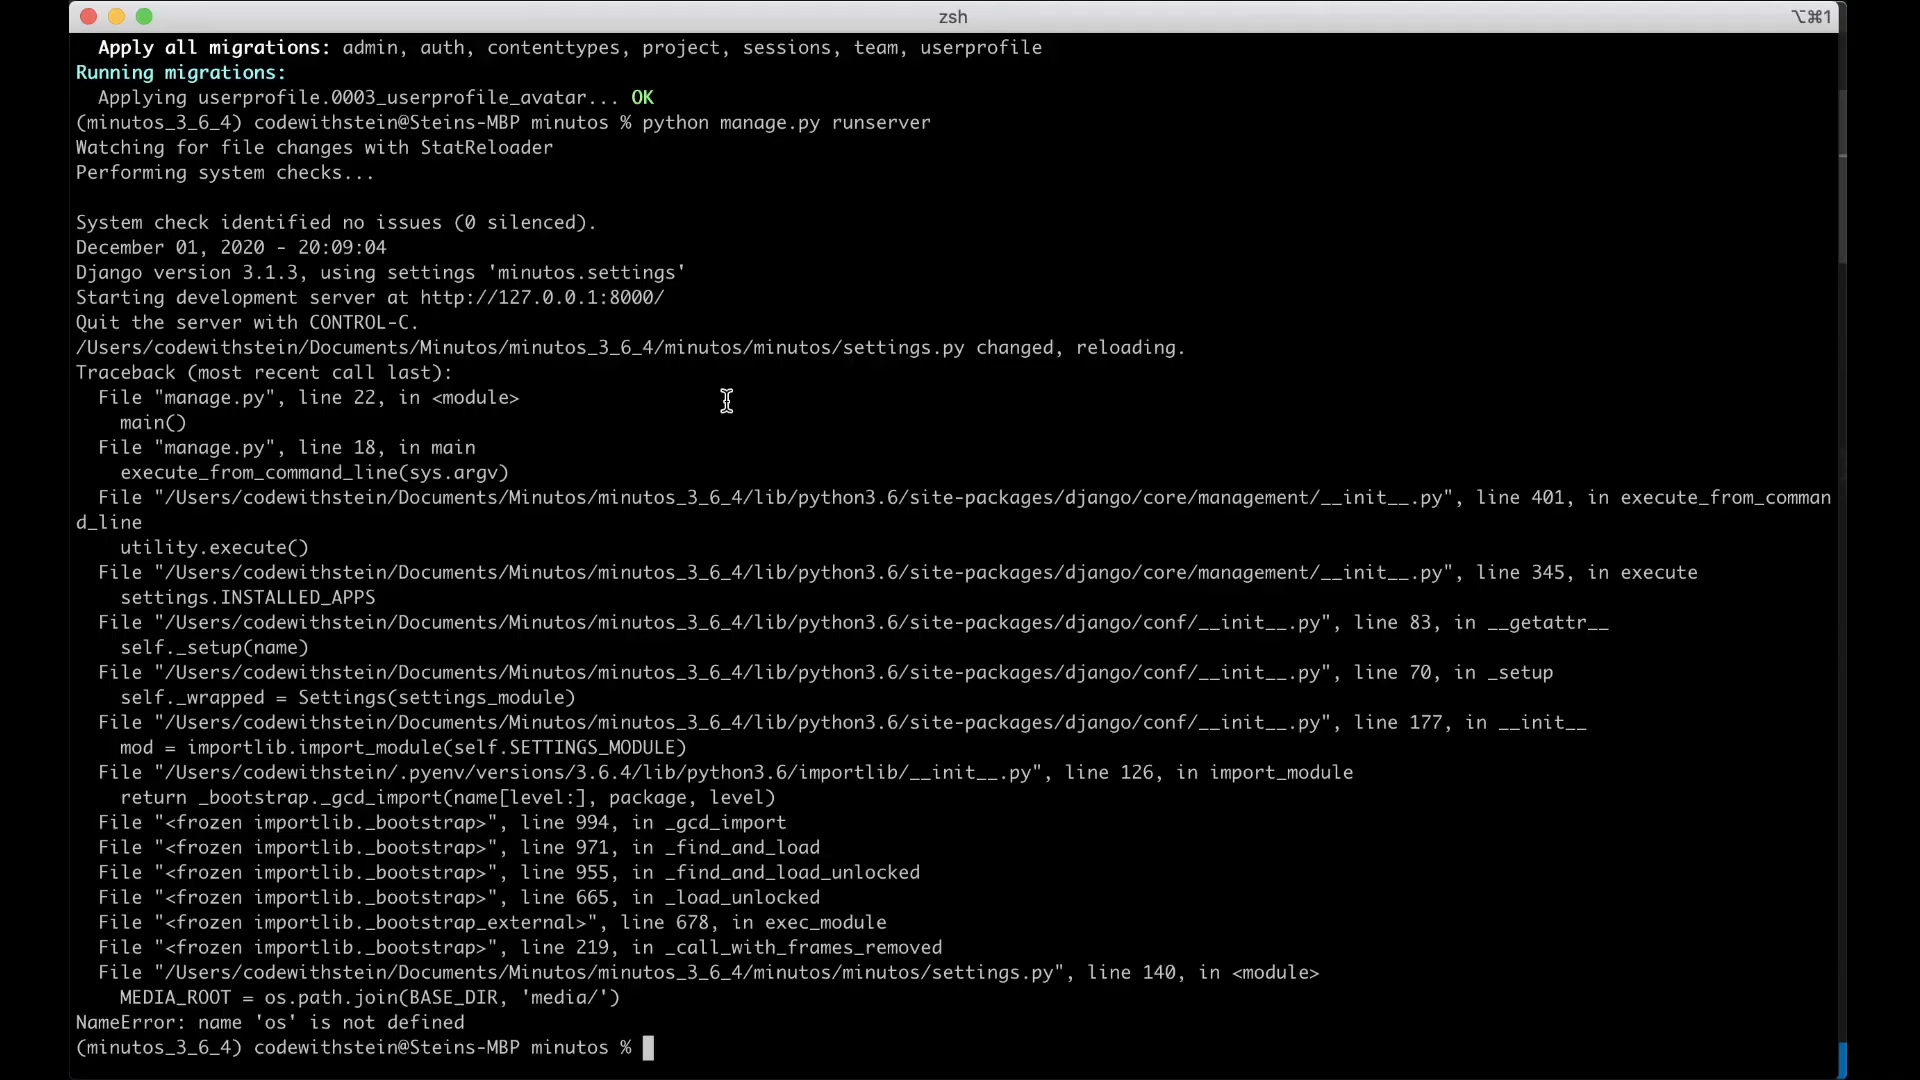 zsh
⌥⌘1
Apply all migrations: admin, auth, contenttypes, project, sessions, team, userprofile
Running migrations:
Applying userprofile.0003_userprofile_avatar... OK
(minutos_3_6_4) codewithstein@Steins-MBP minutos % python manage.py runserver
Watching for file changes with StatReloader
Performing system checks...
System check identified no issues (0 silenced).
December 01, 2020 - 20:09:04
Django version 3.1.3, using settings 'minutos.settings'
Starting development server at http://127.0.0.1:8000/
Quit the server with CONTROL-C.
/Users/codewithstein/Documents/Minutos/minutos_3_6_4/minutos/minutos/settings.py changed, reloading.
Traceback (most recent call last):
File "manage.py", line 22, in <module>
main()
File "manage.py", line 18, in main
execute_from_command_line(sys.argv)
File "/Users/codewithstein/Documents/Minutos/minutos_3_6_4/lib/python3.6/site-packages/django/core/management/__init__.py", line 401, in execute_from_comman
d_line
utility.execute()
File "/Users/codewithstein/Documents/Minutos/minutos_3_6_4/lib/python3.6/site-packages/django/core/management/__init__.py", line 345, in execute
settings.INSTALLED_APPS
File "/Users/codewithstein/Documents/Minutos/minutos_3_6_4/lib/python3.6/site-packages/django/conf/__init__.py", line 83, in __getattr__
self._setup(name)
File "/Users/codewithstein/Documents/Minutos/minutos_3_6_4/lib/python3.6/site-packages/django/conf/__init__.py", line 70, in _setup
self._wrapped = Settings(settings_module)
File "/Users/codewithstein/Documents/Minutos/minutos_3_6_4/lib/python3.6/site-packages/django/conf/__init__.py", line 177, in __init__
mod = importlib.import_module(self.SETTINGS_MODULE)
File "/Users/codewithstein/.pyenv/versions/3.6.4/lib/python3.6/importlib/__init__.py", line 126, in import_module
return _bootstrap._gcd_import(name[level:], package, level)
File "<frozen importlib._bootstrap>", line 994, in _gcd_import
File "<frozen importlib._bootstrap>", line 971, in _find_and_load
File "<frozen importlib._bootstrap>", line 955, in _find_and_load_unlocked
File "<frozen importlib._bootstrap>", line 665, in _load_unlocked
File "<frozen importlib._bootstrap_external>", line 678, in exec_module
File "<frozen importlib._bootstrap>", line 219, in _call_with_frames_removed
File "/Users/codewithstein/Documents/Minutos/minutos_3_6_4/minutos/minutos/settings.py", line 140, in <module>
MEDIA_ROOT = os.path.join(BASE_DIR, 'media/')
NameError: name 'os' is not defined
(minutos_3_6_4) codewithstein@Steins-MBP minutos %